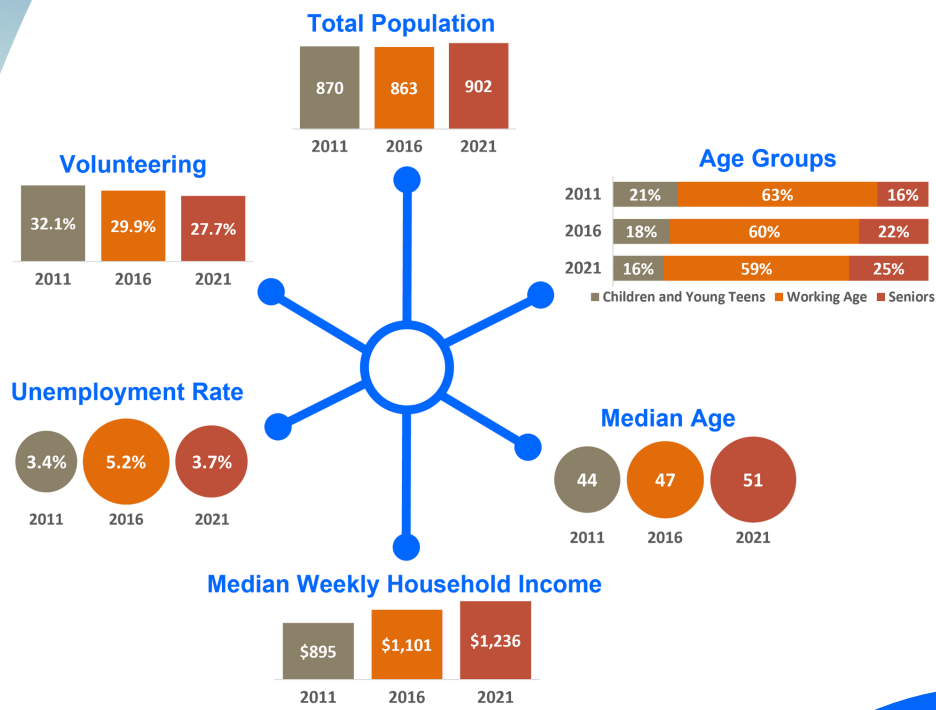 Total Population
870 863 902
2011 2016 2021
Volunteering
32.1% 29.9% 27.7%
2011 2016 2021
Age Groups
2011 21% 63% 16%
2016 18% 60% 22%
2021 16% 59% 25%
Children and Young Teens Working Age Seniors
Unemployment Rate
3.4% 5.2% 3.7%
2011 2016 2021
Median Age
44 47 51
2011 2016 2021
Median Weekly Household Income
$895 $1,101 $1,236
2011 2016 2021